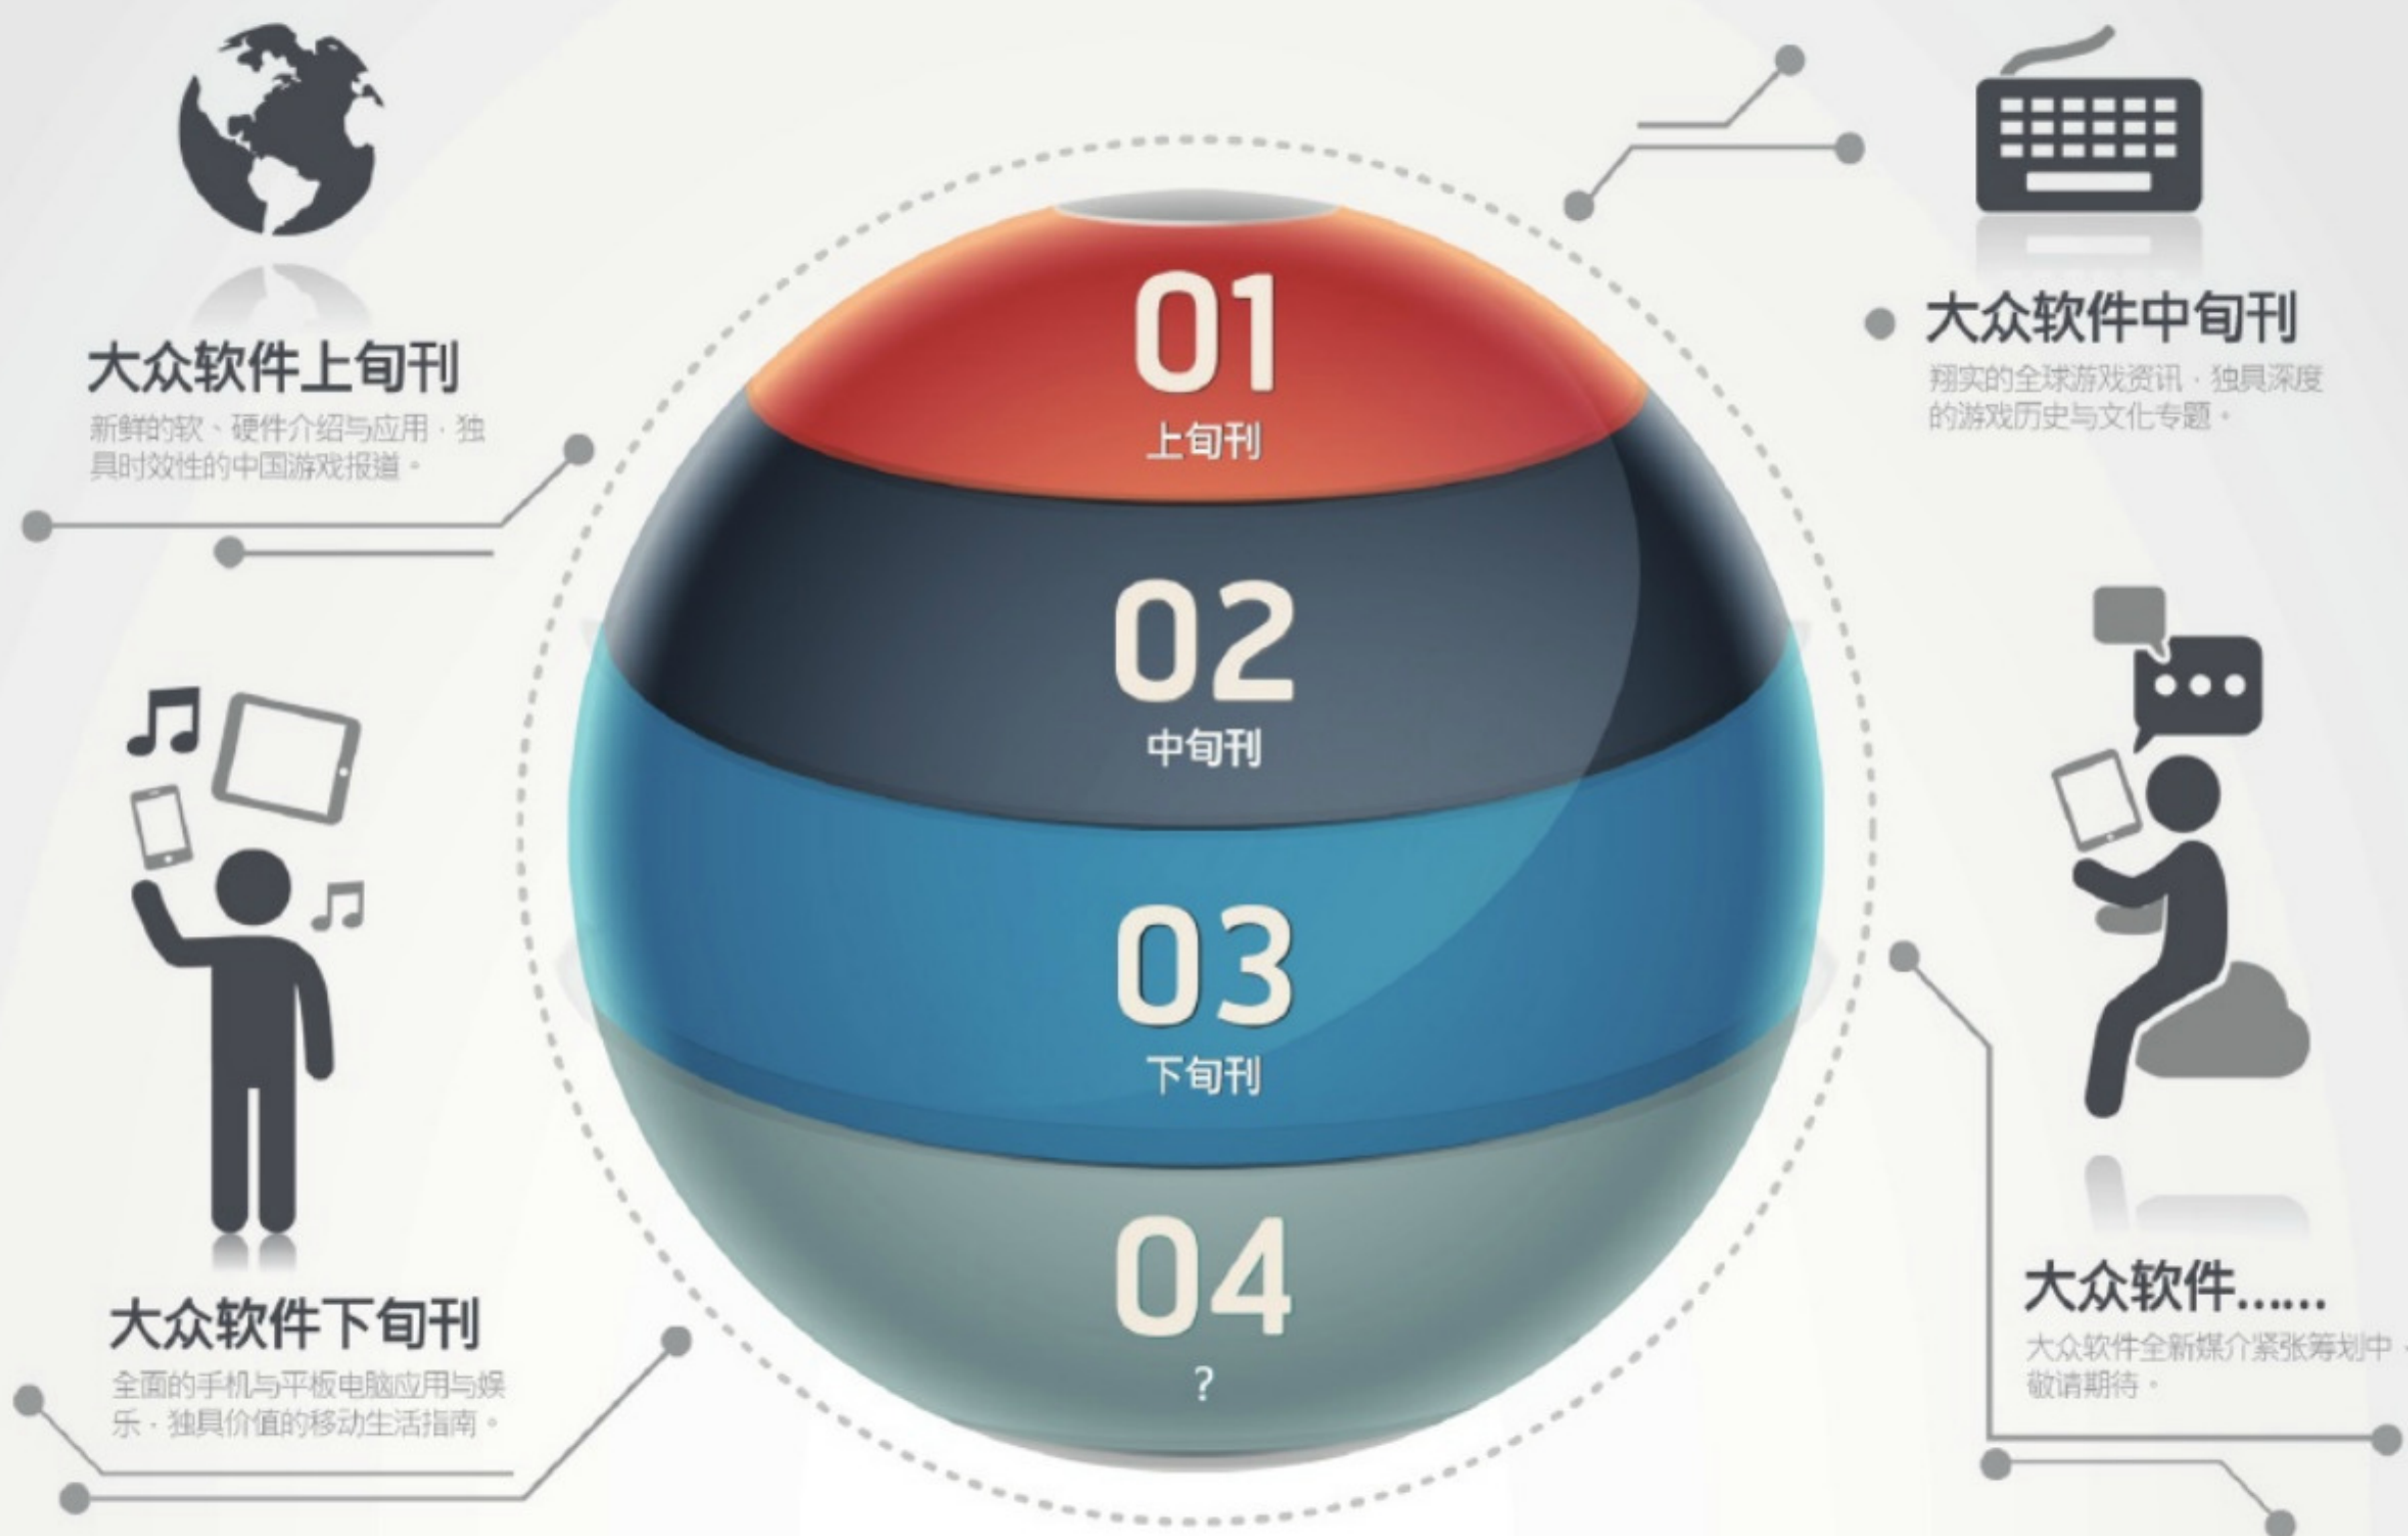 大众软件上旬刊
新鲜的软、硬件介绍与应用，独
具时效性的中国游戏报道。
大众软件中旬刊
翔实的全球游戏资讯，独具深度
的游戏历史与文化专题。
01
上旬刊
02
中旬刊
03
下旬刊
04
?
大众软件下旬刊
全面的手机与平板电脑应用与娱
乐，独具价值的移动生活指南。
大众软件......
大众软件全新媒介紧张筹划中，
敬请期待。